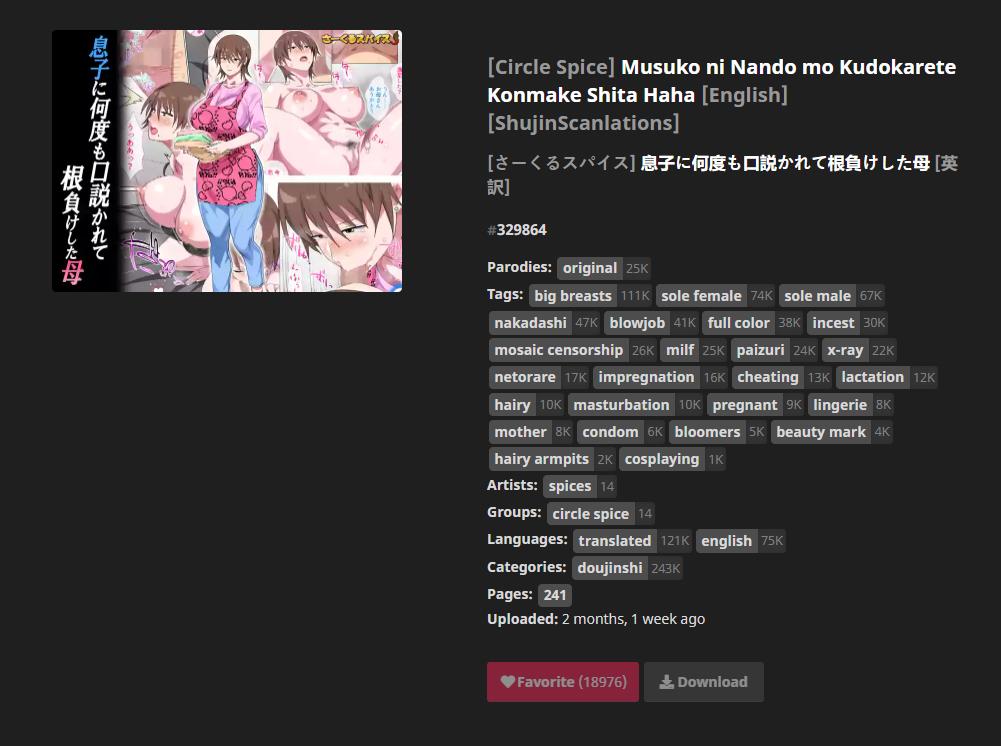 息子に何度も口説かれて
根負けした母
さーくるスパイス
[Circle Spice] Musuko ni Nando mo Kudokarete
Konmake Shita Haha [English]
[ShujinScanlations]
[さーくるスパイス] 息子に何度も口説かれて根負けした母 [英
訳]
#329864
Parodies: original 25K
Tags: big breasts 111K sole female 74K sole male 67K
nakadashi 47K blowjob 41K full color 38K incest 30K
mosaic censorship 26K milf 25K paizuri 24K x-ray 22K
netorare 17K impregnation 16K cheating 13K lactation 12K
hairy 10K masturbation 10K pregnant 9K lingerie 8K
mother 8K condom 6K bloomers 5K beauty mark 4K
hairy armpits 2K cosplaying 1K
Artists: spices 14
Groups: circle spice 14
Languages: translated 121K english 75K
Categories: doujinshi 243K
Pages: 241
Uploaded: 2 months, 1 week ago
Favorite (18976) Download